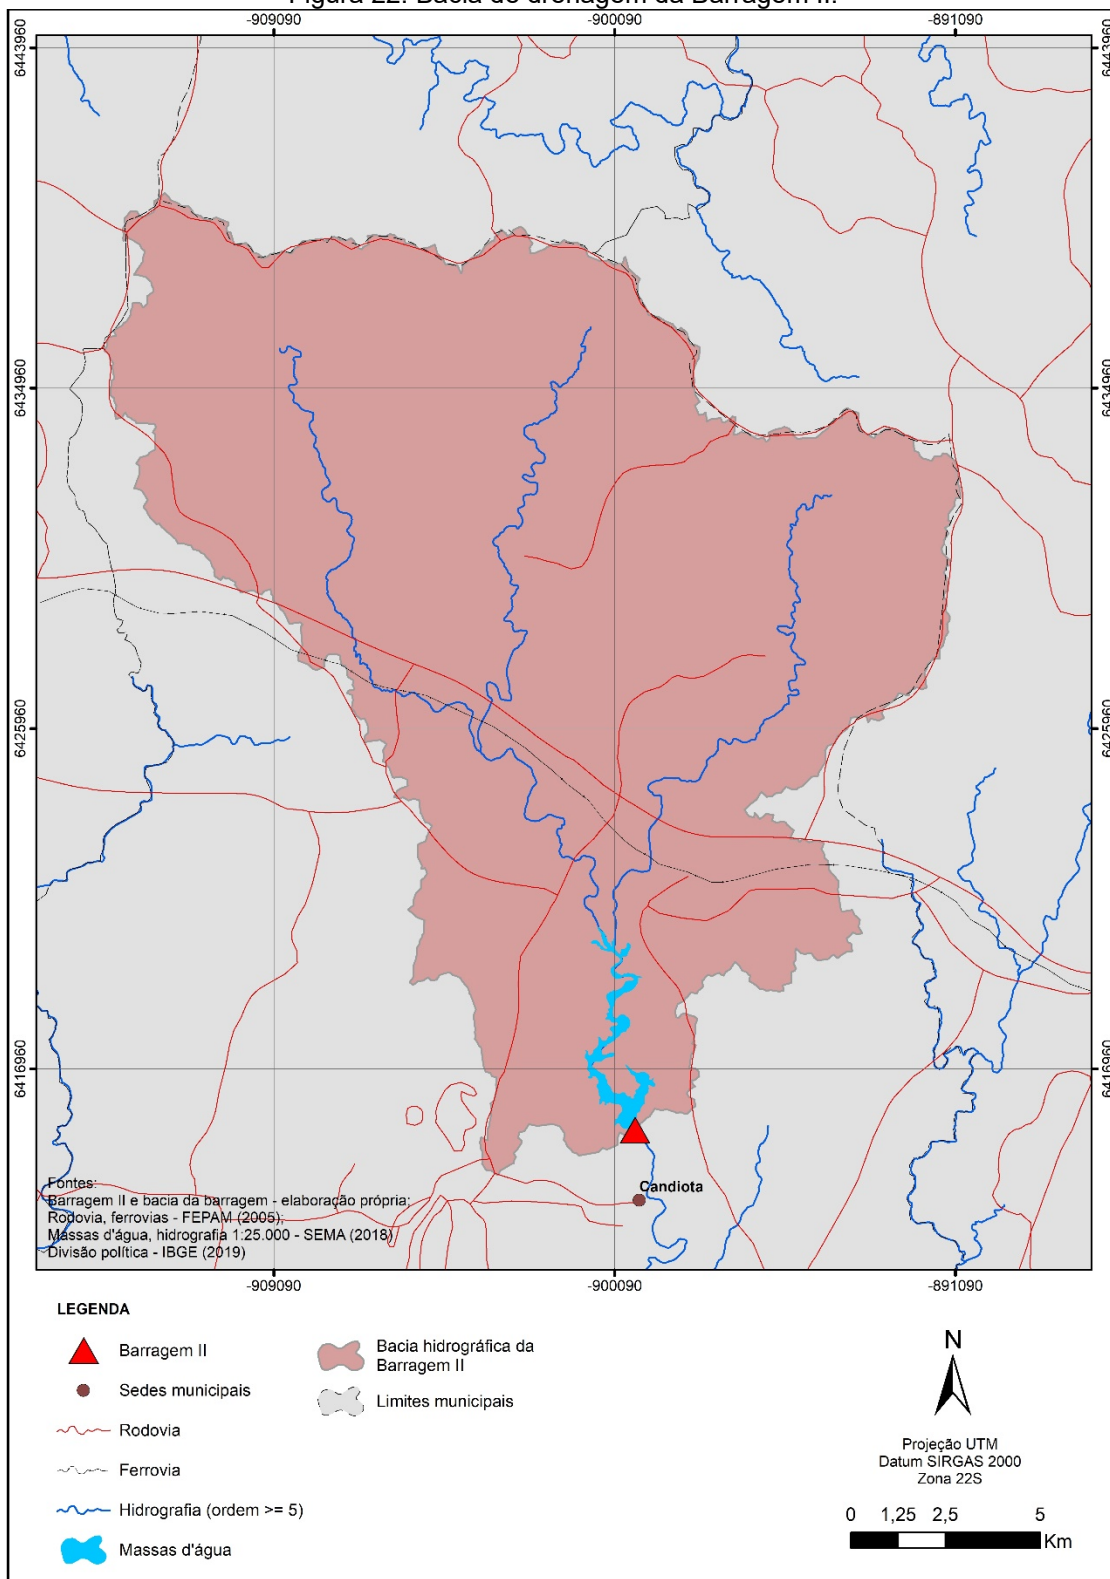 Figura 22: Bacia de drenagem da Barragem II.
-909090 -900090 -891090
6443960 6443960
6434960 6434960
6425960 6425960
6416960 6416960
Candiota
Fontes:
Barragem II e bacia da barragem - elaboração própria;
Rodovia, ferrovias - FEPAM (2005);
Massas d'água, hidrografia 1:25.000 - SEMA (2018)
Divisão política - IBGE (2019)
-909090 -900090 -891090
LEGENDA
Barragem II
Sedes municipais
Rodovia
Ferrovia
Hidrografia (ordem >= 5)
Massas d'água
Bacia hidrográfica da
Barragem II
Limites municipais
N
Projeção UTM
Datum SIRGAS 2000
Zona 22S
0 1,25 2,5 5
Km